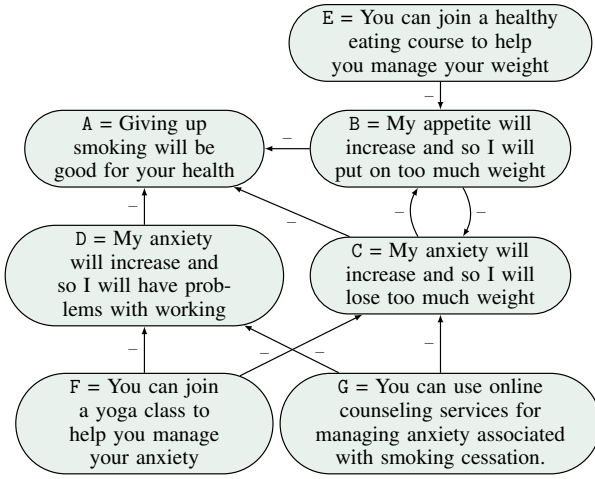 E = You can join a healthy
eating course to help
you manage your weight
–
A = Giving up
smoking will be
good for your health
–
B = My appetite will
increase and so I will
put on too much weight
–
–
–
–
D = My anxiety
will increase and
so I will have prob-
lems with working
C = My anxiety will
increase and so I will
lose too much weight
–
–
–
–
F = You can join
a yoga class to
help you manage
your anxiety
G = You can use online
counseling services for
managing anxiety associated
with smoking cessation.